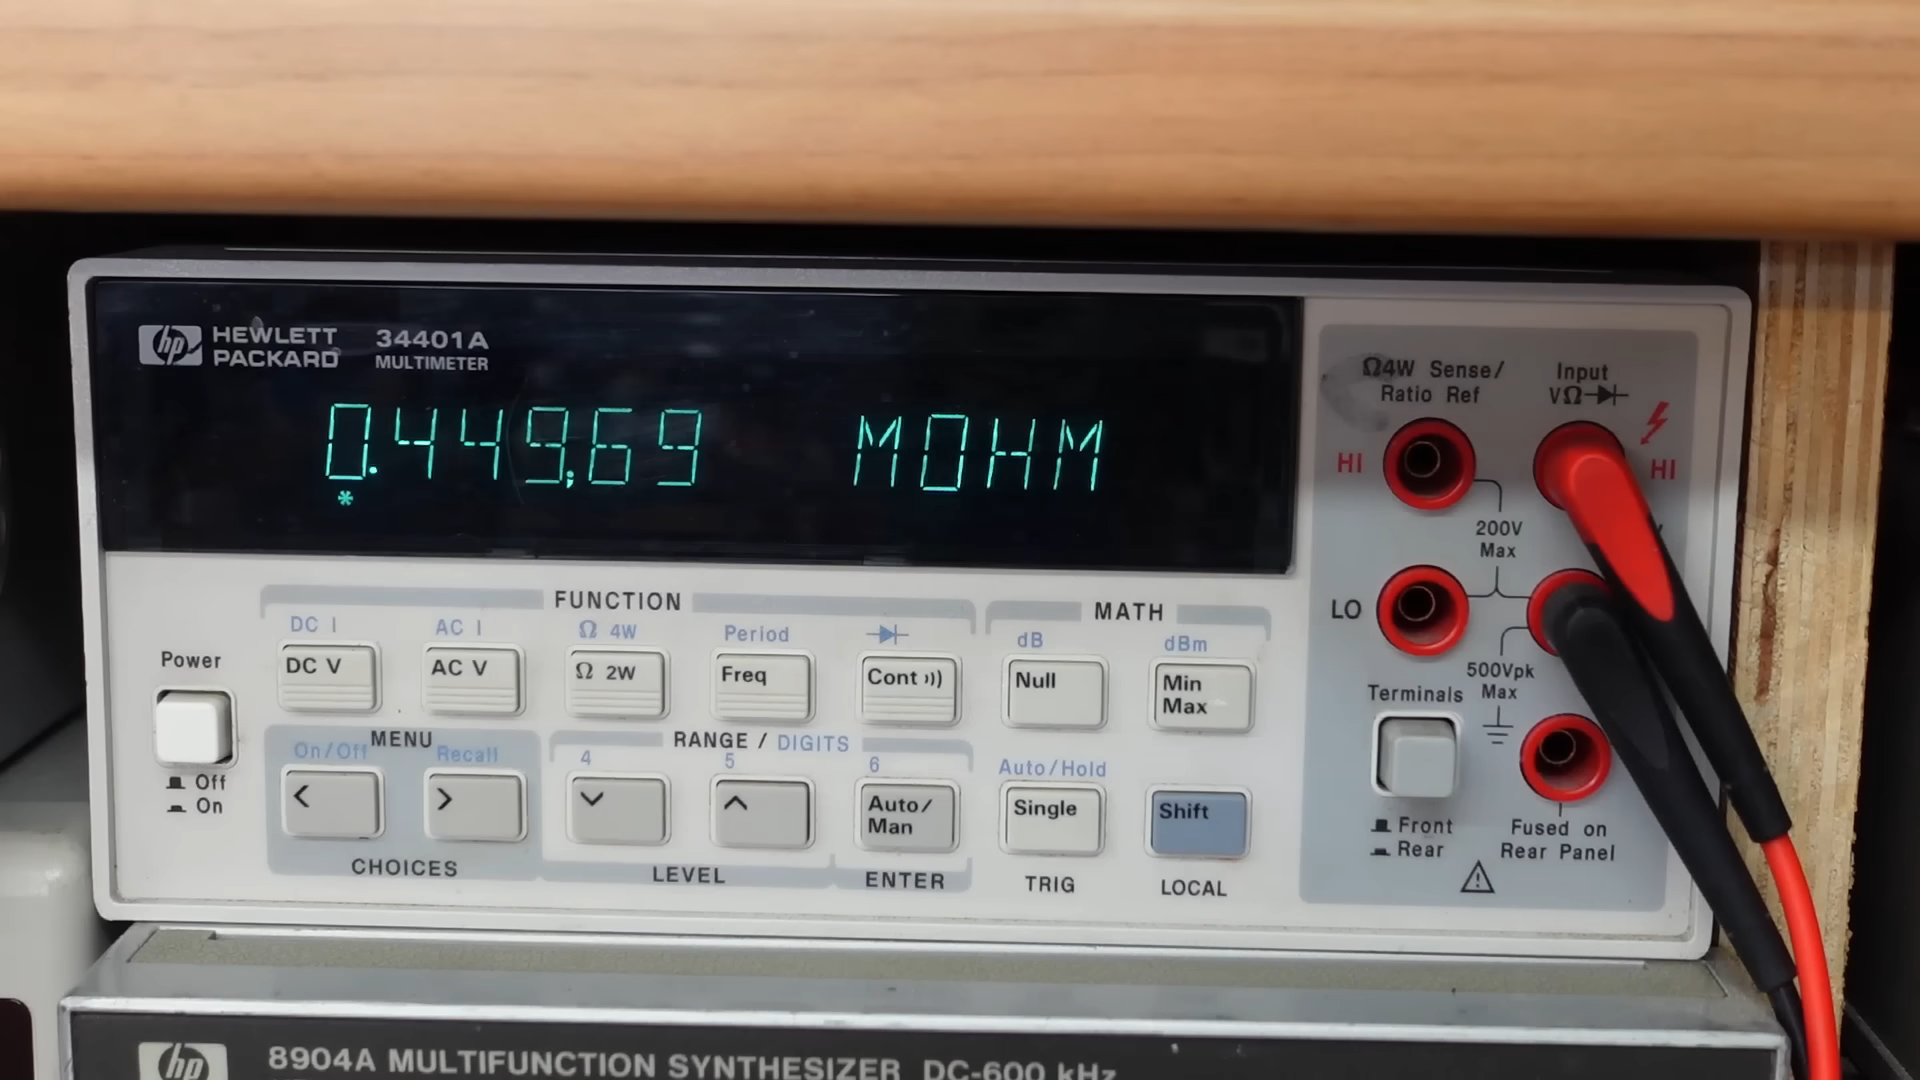 hp HEWLETT PACKARD
34401A
MULTIMETER
0.449,69 MOHM
*
Ω4W Sense/
Ratio Ref
Input
VΩ
HI
HI
200V
Max
LO
500Vpk
Max
Terminals
Front
Rear
Fused on
Rear Panel
FUNCTION
MATH
DC I
AC I
Ω 4W
Period
dB
dBm
Power
DC V
AC V
Ω 2W
Freq
Cont
Null
Min
Max
Off
On
MENU
On/Off
Recall
RANGE / DIGITS
4
5
6
Auto/Hold
<
>
Auto/
Man
Single
Shift
CHOICES
LEVEL
ENTER
TRIG
LOCAL
hp 8904A MULTIFUNCTION SYNTHESIZER DC-600 kHz